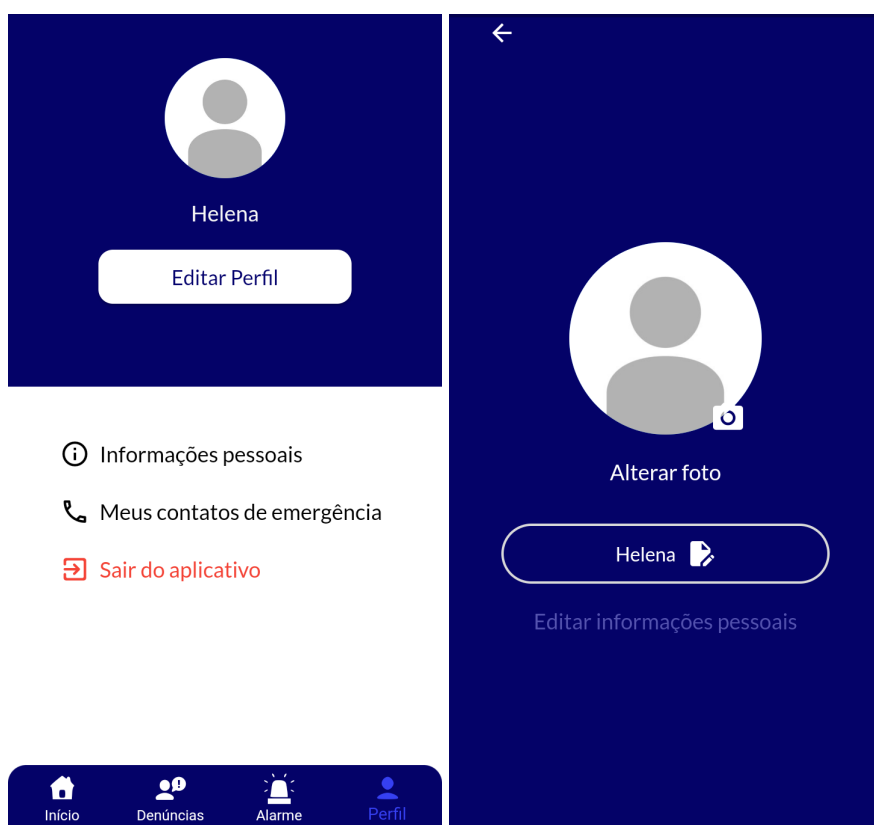 Helena
Editar Perfil
Informações pessoais
Meus contatos de emergência
Sair do aplicativo
Início
Denúncias
Alarme
Perfil
Alterar foto
Helena
Editar informações pessoais